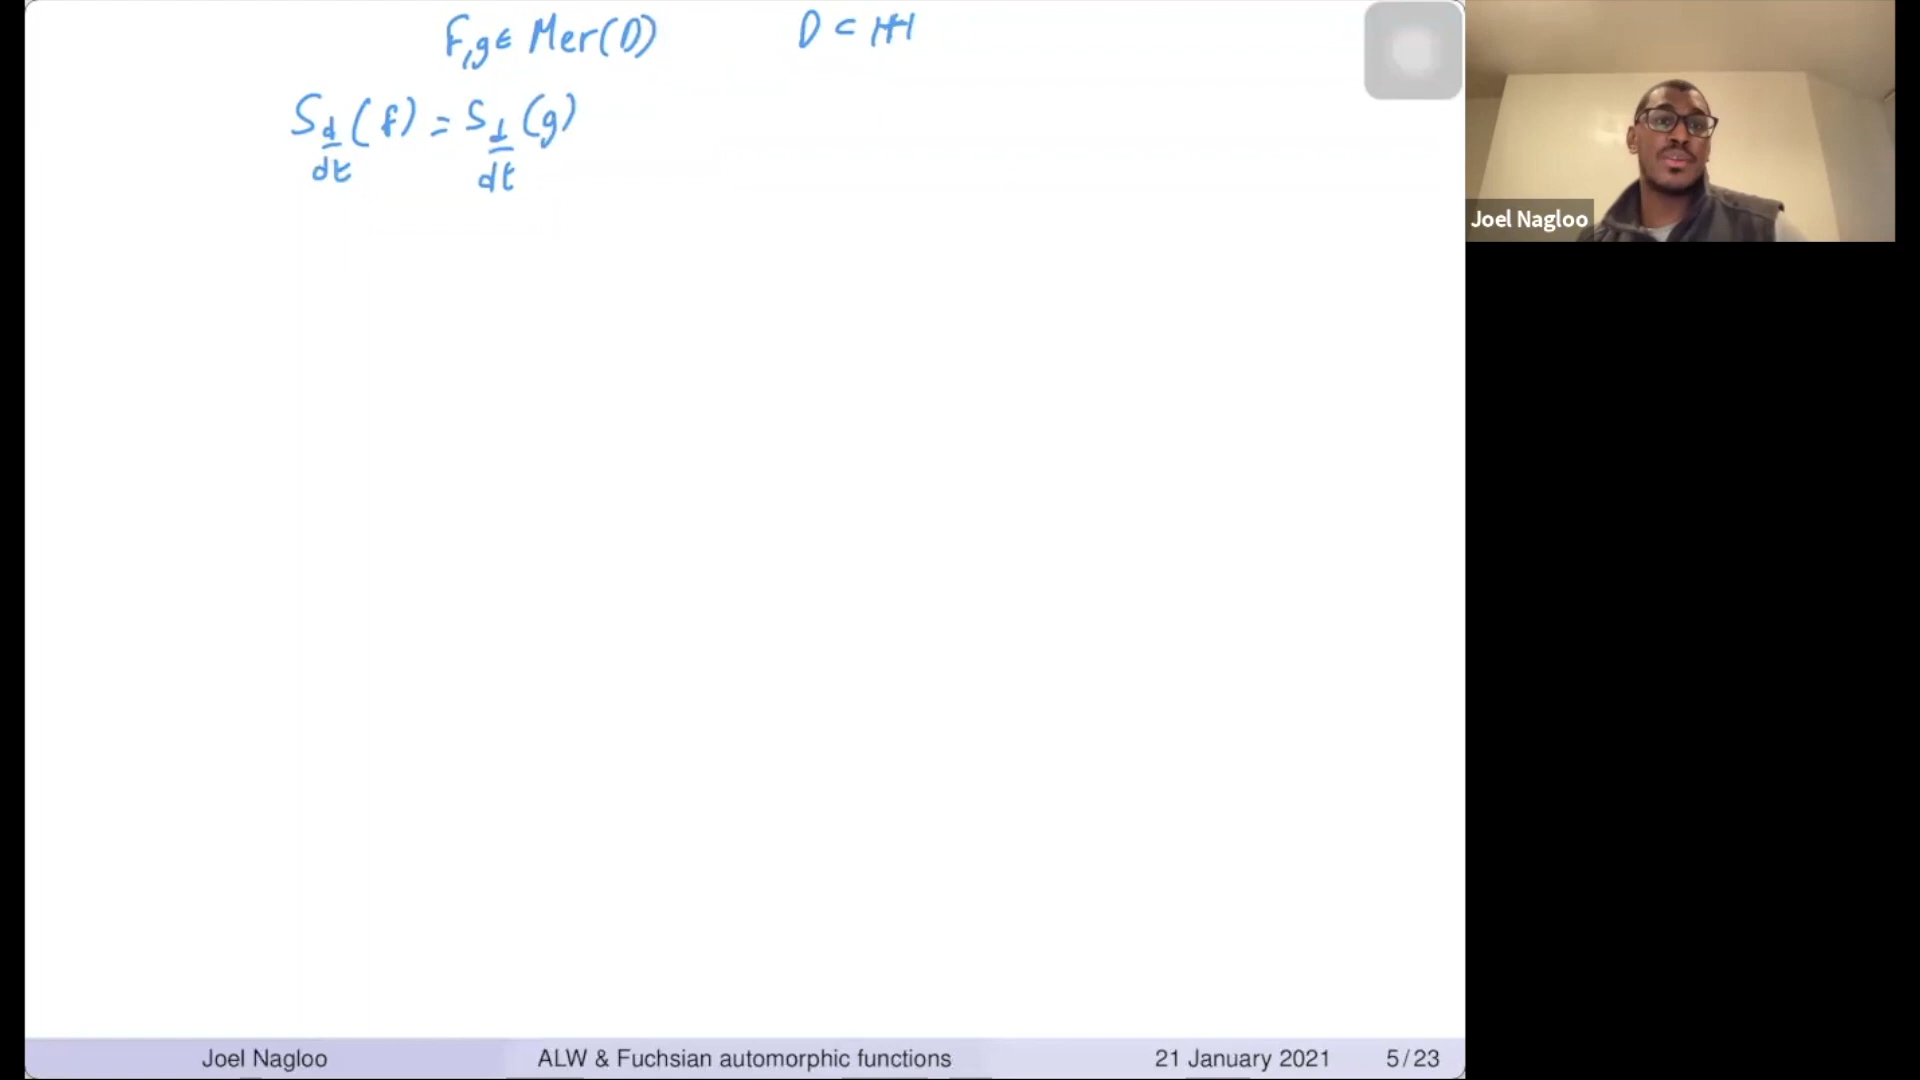 F,g ∈ Mer(D) D ⊂ ℍ
S_{d/dt}(f) = S_{d/dt}(g)
Joel Nagloo
Joel Nagloo ALW & Fuchsian automorphic functions 21 January 2021 5/23